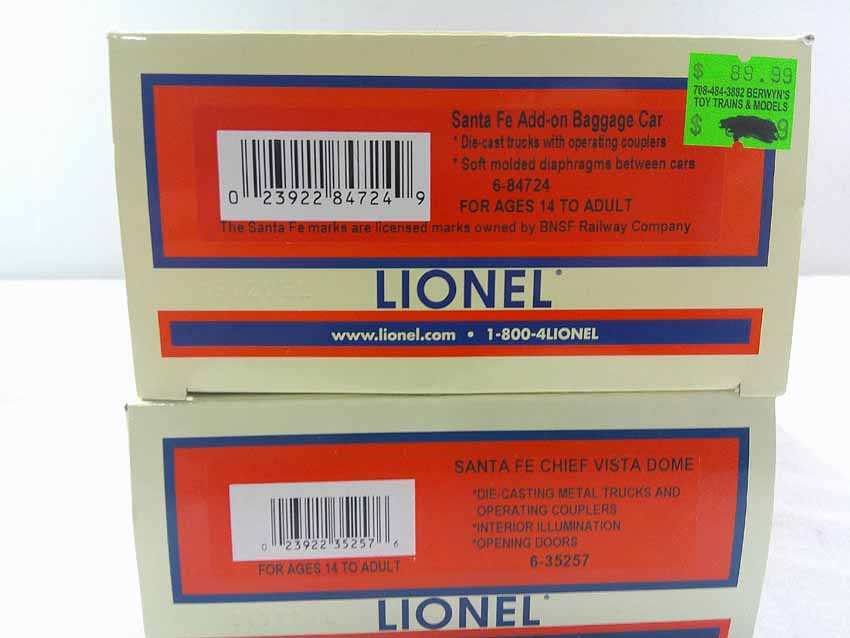 $ 89.99
708-484-3882 BERWYN'S
TOY TRAINS & MODELS
$ 9
Santa Fe Add-on Baggage Car
* Die-cast trucks with operating couplers
* Soft molded diaphragms between cars
6-84724
FOR AGES 14 TO ADULT
0 23922 84724 9
The Santa Fe marks are licensed marks owned by BNSF Railway Company
LIONEL
www.lionel.com • 1-800-4LIONEL
SANTA FE CHIEF VISTA DOME
*DIE-CASTING METAL TRUCKS AND
OPERATING COUPLERS
*INTERIOR ILLUMINATION
*OPENING DOORS
6-35257
0 23922 35257 6
FOR AGES 14 TO ADULT
LIONEL